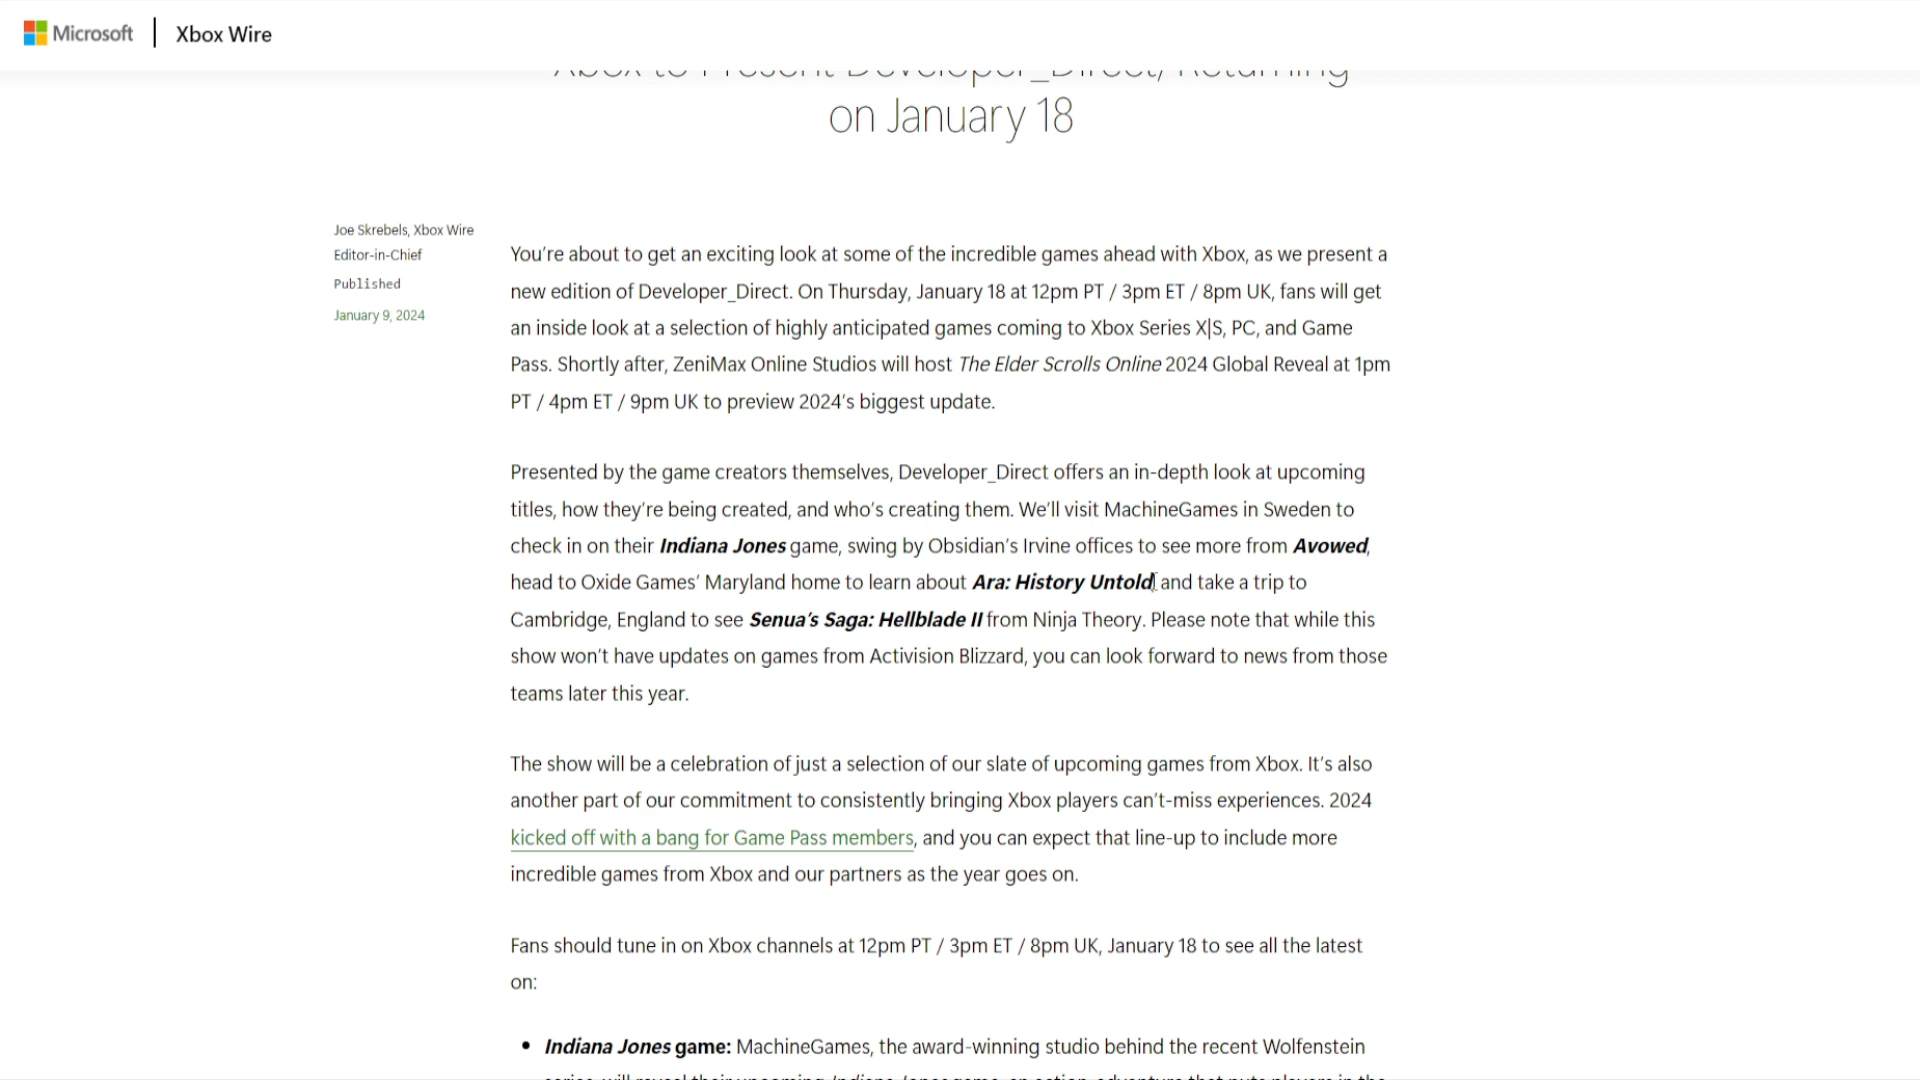 Microsoft | Xbox Wire
Xbox to Present Developer_Direct, Returning
on January 18
Joe Skrebels, Xbox Wire
Editor-in-Chief
Published
January 9, 2024
You’re about to get an exciting look at some of the incredible games ahead with Xbox, as we present a
new edition of Developer_Direct. On Thursday, January 18 at 12pm PT / 3pm ET / 8pm UK, fans will get
an inside look at a selection of highly anticipated games coming to Xbox Series X|S, PC, and Game
Pass. Shortly after, ZeniMax Online Studios will host The Elder Scrolls Online 2024 Global Reveal at 1pm
PT / 4pm ET / 9pm UK to preview 2024’s biggest update.
Presented by the game creators themselves, Developer_Direct offers an in-depth look at upcoming
titles, how they’re being created, and who’s creating them. We’ll visit MachineGames in Sweden to
check in on their Indiana Jones game, swing by Obsidian’s Irvine offices to see more from Avowed,
head to Oxide Games’ Maryland home to learn about Ara: History Untold, and take a trip to
Cambridge, England to see Senua’s Saga: Hellblade II from Ninja Theory. Please note that while this
show won’t have updates on games from Activision Blizzard, you can look forward to news from those
teams later this year.
The show will be a celebration of just a selection of our slate of upcoming games from Xbox. It’s also
another part of our commitment to consistently bringing Xbox players can’t-miss experiences. 2024
kicked off with a bang for Game Pass members, and you can expect that line-up to include more
incredible games from Xbox and our partners as the year goes on.
Fans should tune in on Xbox channels at 12pm PT / 3pm ET / 8pm UK, January 18 to see all the latest
on:
• Indiana Jones game: MachineGames, the award-winning studio behind the recent Wolfenstein